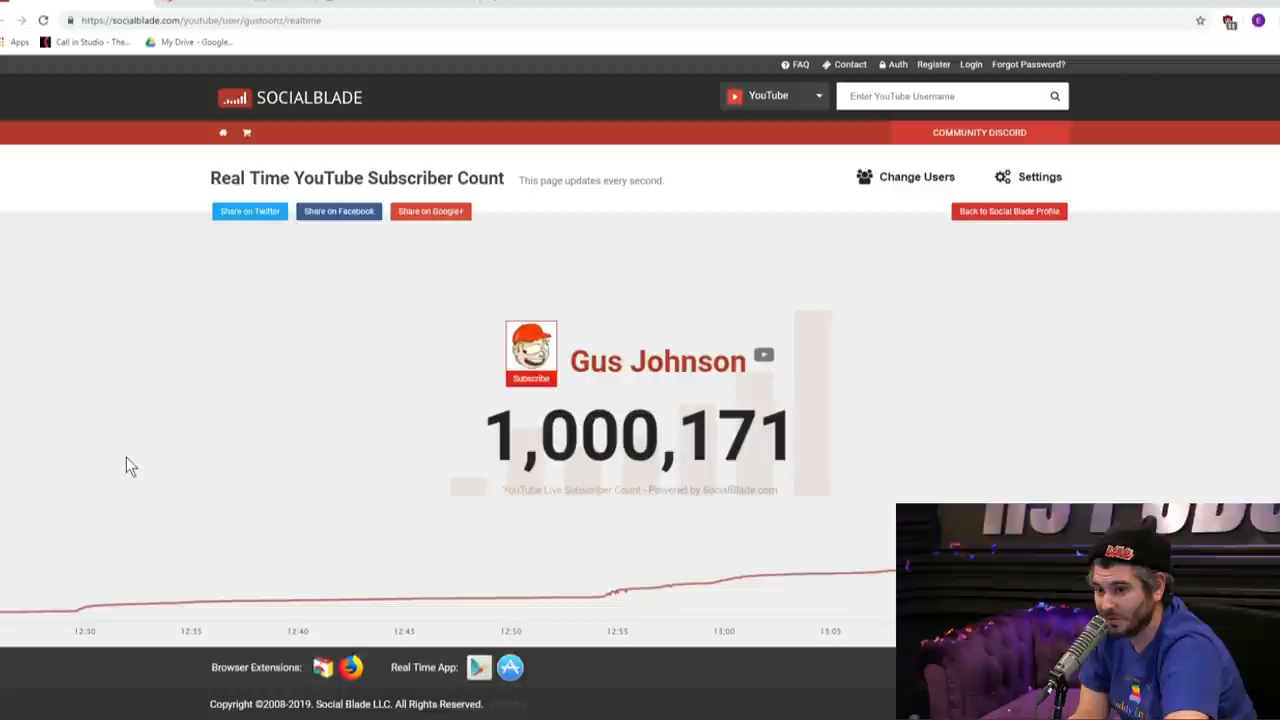 https://socialblade.com/youtube/user/gustoonz/realtime
Apps Call in Studio - The... My Drive - Google...
FAQ Contact Auth Register Login Forgot Password?
SOCIALBLADE YouTube Enter YouTube Username
COMMUNITY DISCORD
Real Time YouTube Subscriber Count This page updates every second. Change Users Settings
Share on Twitter Share on Facebook Share on Google+ Back to Social Blade Profile
Gus Johnson
Subscribe
1,000,171
YouTube Live Subscriber Count - Powered by SocialBlade.com
12:30 12:35 12:40 12:45 12:50 12:55 13:00 13:05
Browser Extensions: Real Time App:
Copyright ©2008-2019. Social Blade LLC. All Rights Reserved.